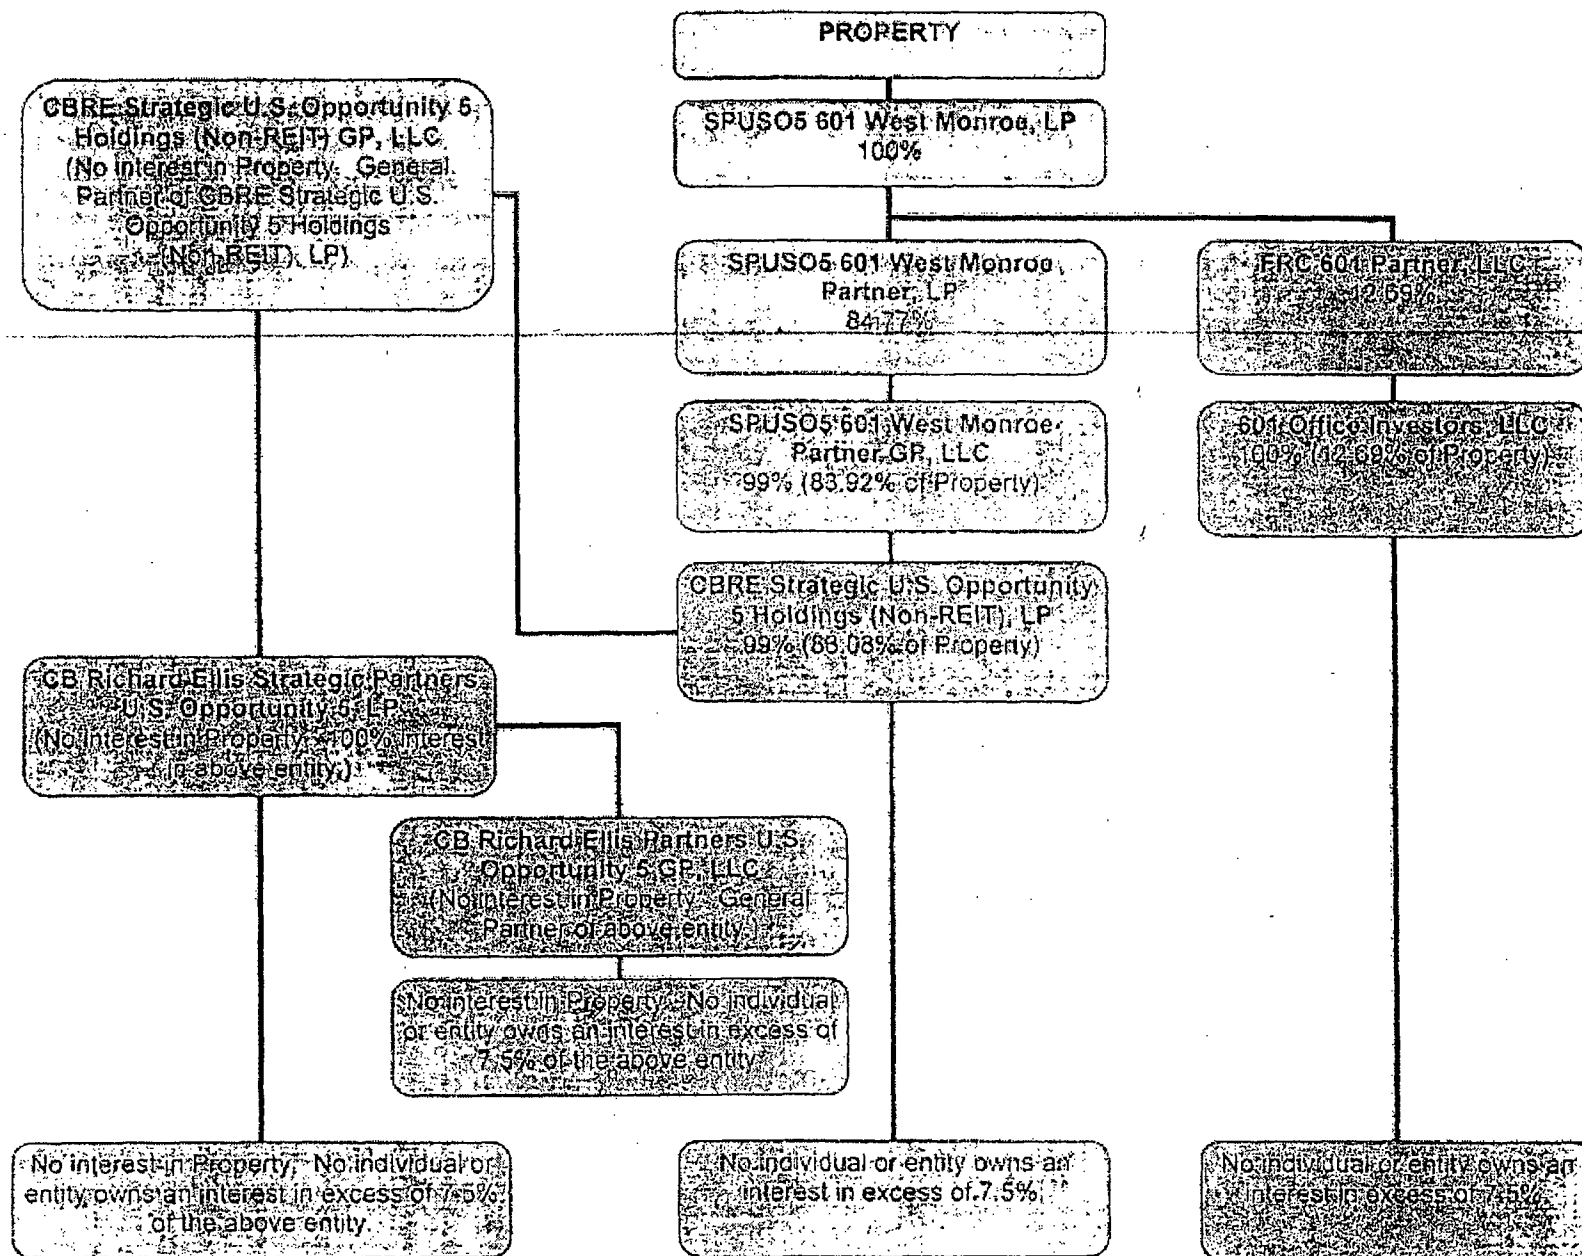 PROPERTY
SPUSO5 601 West Monroe, LP
100%
CBRE Strategic U.S. Opportunity 5
Holdings (Non-REIT) GP, LLC
(No Interest in Property. General
Partner of CBRE Strategic U.S.
Opportunity 5 Holdings
(Non-REIT), LP)
SPUSO5 601 West Monroe
Partner, LP
84.77%
FRC 601 Partner, LLC
12.69%
SPUSO5 601 West Monroe
Partner GP, LLC
99% (83.92% of Property)
601 Office Investors, LLC
100% (12.69% of Property)
CBRE Strategic U.S. Opportunity
5 Holdings (Non-REIT), LP
99% (83.08% of Property)
CB Richard Ellis Strategic Partners
U.S. Opportunity 5, LP
(No Interest in Property. 100% interest
in above entity.)
CB Richard Ellis Partners U.S.
Opportunity 5 GP, LLC
(No interest in Property. General
Partner of above entity.)
No interest in Property. No individual
or entity owns an interest in excess of
7.5% of the above entity.
No interest in Property. No individual or
entity owns an interest in excess of 7.5%
of the above entity.
No individual or entity owns an
interest in excess of 7.5%.
No individual or entity owns an
interest in excess of 7.5%.